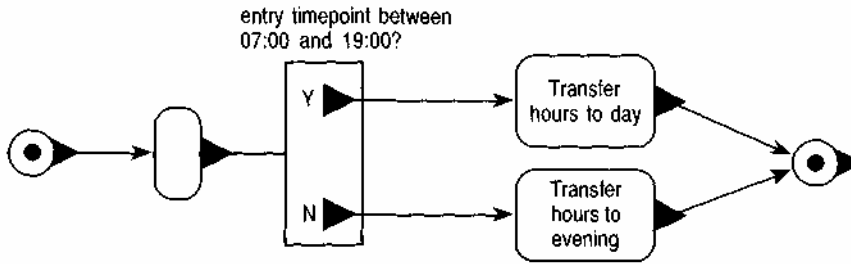 entry timepoint between
07:00 and 19:00?
Y
Transfer
hours to day
N
Transfer
hours to
evening